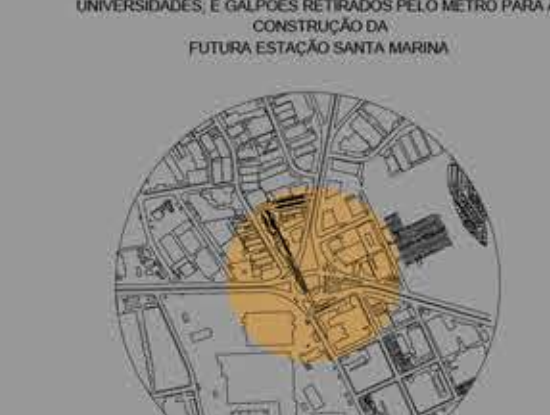 UNIVERSIDADES, E GALPÕES RETIRADOS PELO METRÔ PARA A
CONSTRUÇÃO DA
FUTURA ESTAÇÃO SANTA MARINA